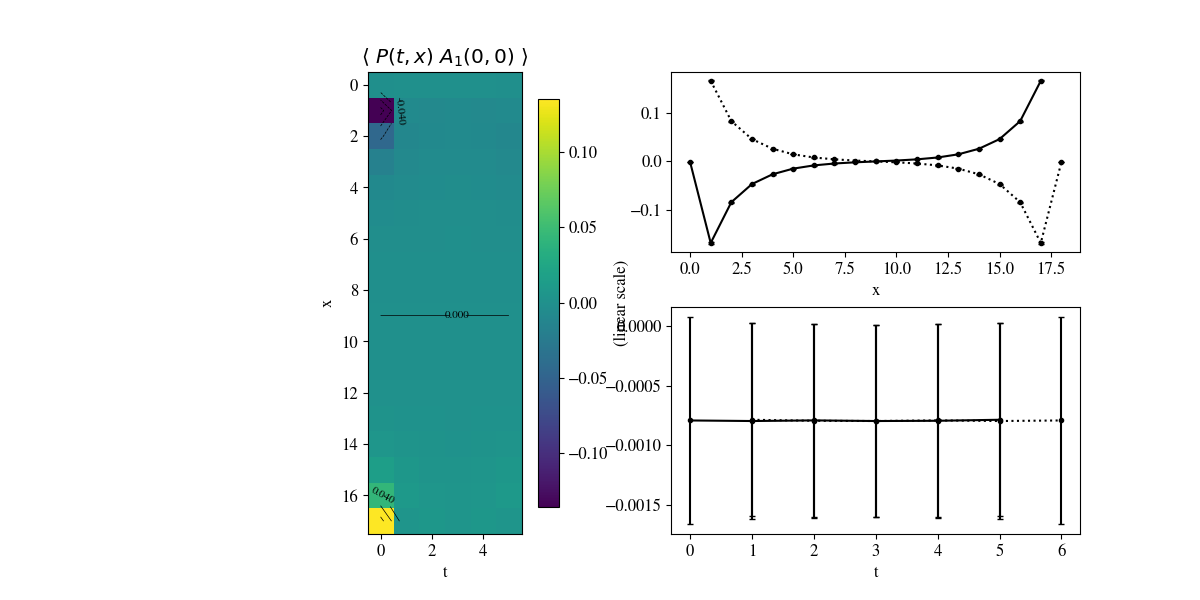 ⟨ P(t, x) A₁(0, 0) ⟩
0
2
4
6
8
10
12
14
16
x
-0.040
0.000
0.040
0 2 4
t
0.10
0.05
0.00
−0.05
−0.10
0.1
0.0
−0.1
0.0 2.5 5.0 7.5 10.0 12.5 15.0 17.5
x
(linear scale)
0.0000
−0.0005
−0.0010
−0.0015
0 1 2 3 4 5 6
t